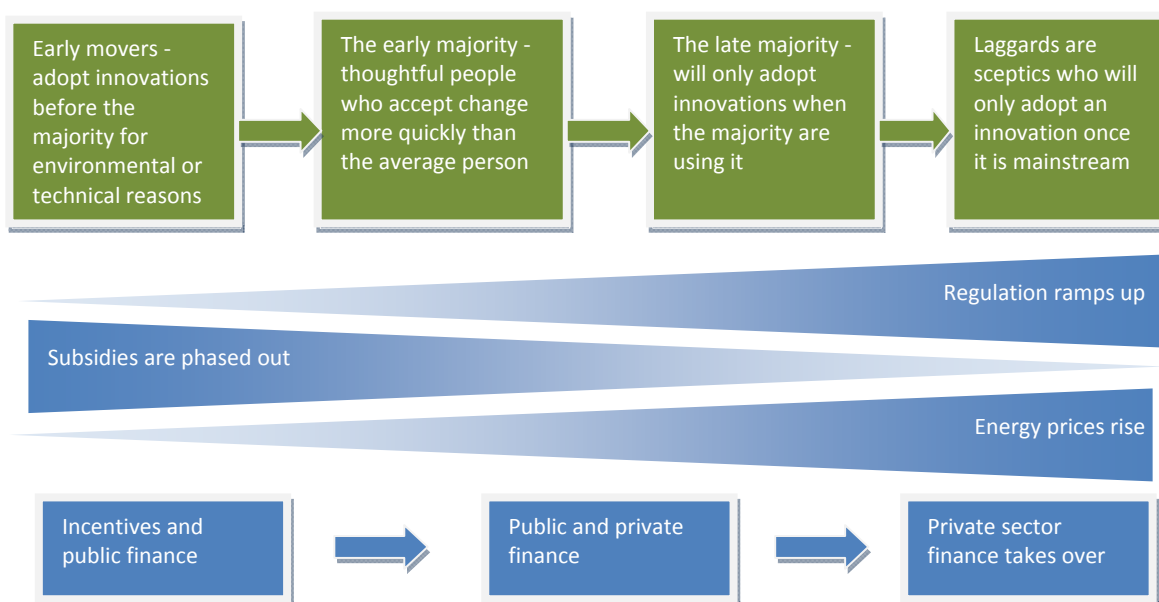 Early movers -
adopt innovations
before the
majority for
environmental or
technical reasons
The early majority -
thoughtful people
who accept change
more quickly than
the average person
The late majority -
will only adopt
innovations when
the majority are
using it
Laggards are
sceptics who will
only adopt an
innovation once
it is mainstream
Regulation ramps up
Subsidies are phased out
Energy prices rise
Incentives and
public finance
Public and private
finance
Private sector
finance takes over